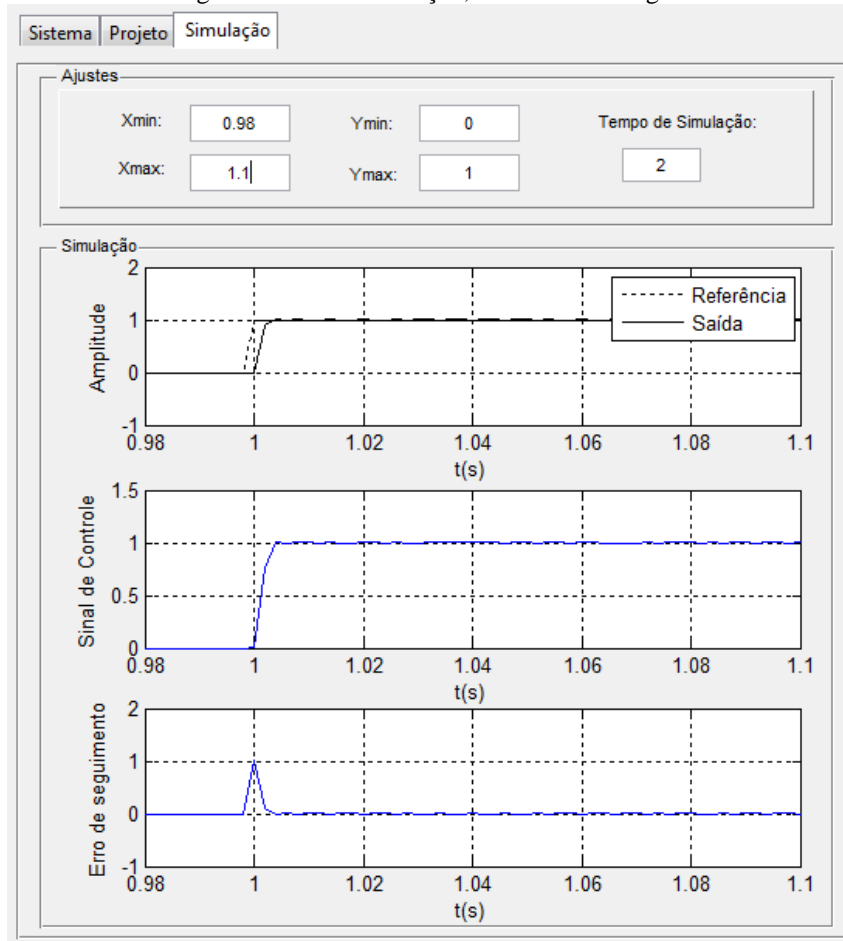 Sistema Projeto Simulação
Ajustes
Xmin: 0.98 Ymin: 0 Tempo de Simulação:
Xmax: 1.1 Ymax: 1 2
Simulação
2
1
0
-1
Amplitude
Referência
Saída
0.98 1 1.02 1.04 1.06 1.08 1.1
t(s)
1.5
1
0.5
0
Sinal de Controle
0.98 1 1.02 1.04 1.06 1.08 1.1
t(s)
2
1
0
-1
Erro de seguimento
0.98 1 1.02 1.04 1.06 1.08 1.1
t(s)